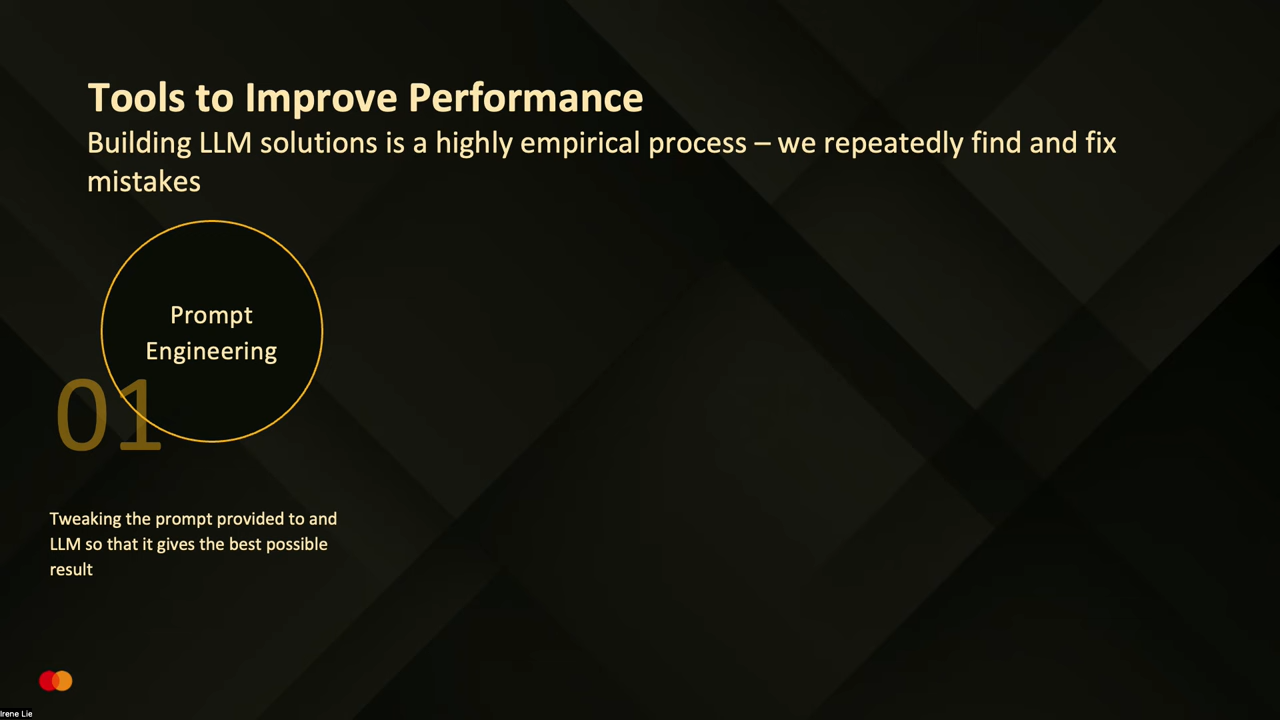 Tools to Improve Performance
Building LLM solutions is a highly empirical process – we repeatedly find and fix
mistakes
Prompt
Engineering
01
Tweaking the prompt provided to and
LLM so that it gives the best possible
result
Irene Lie